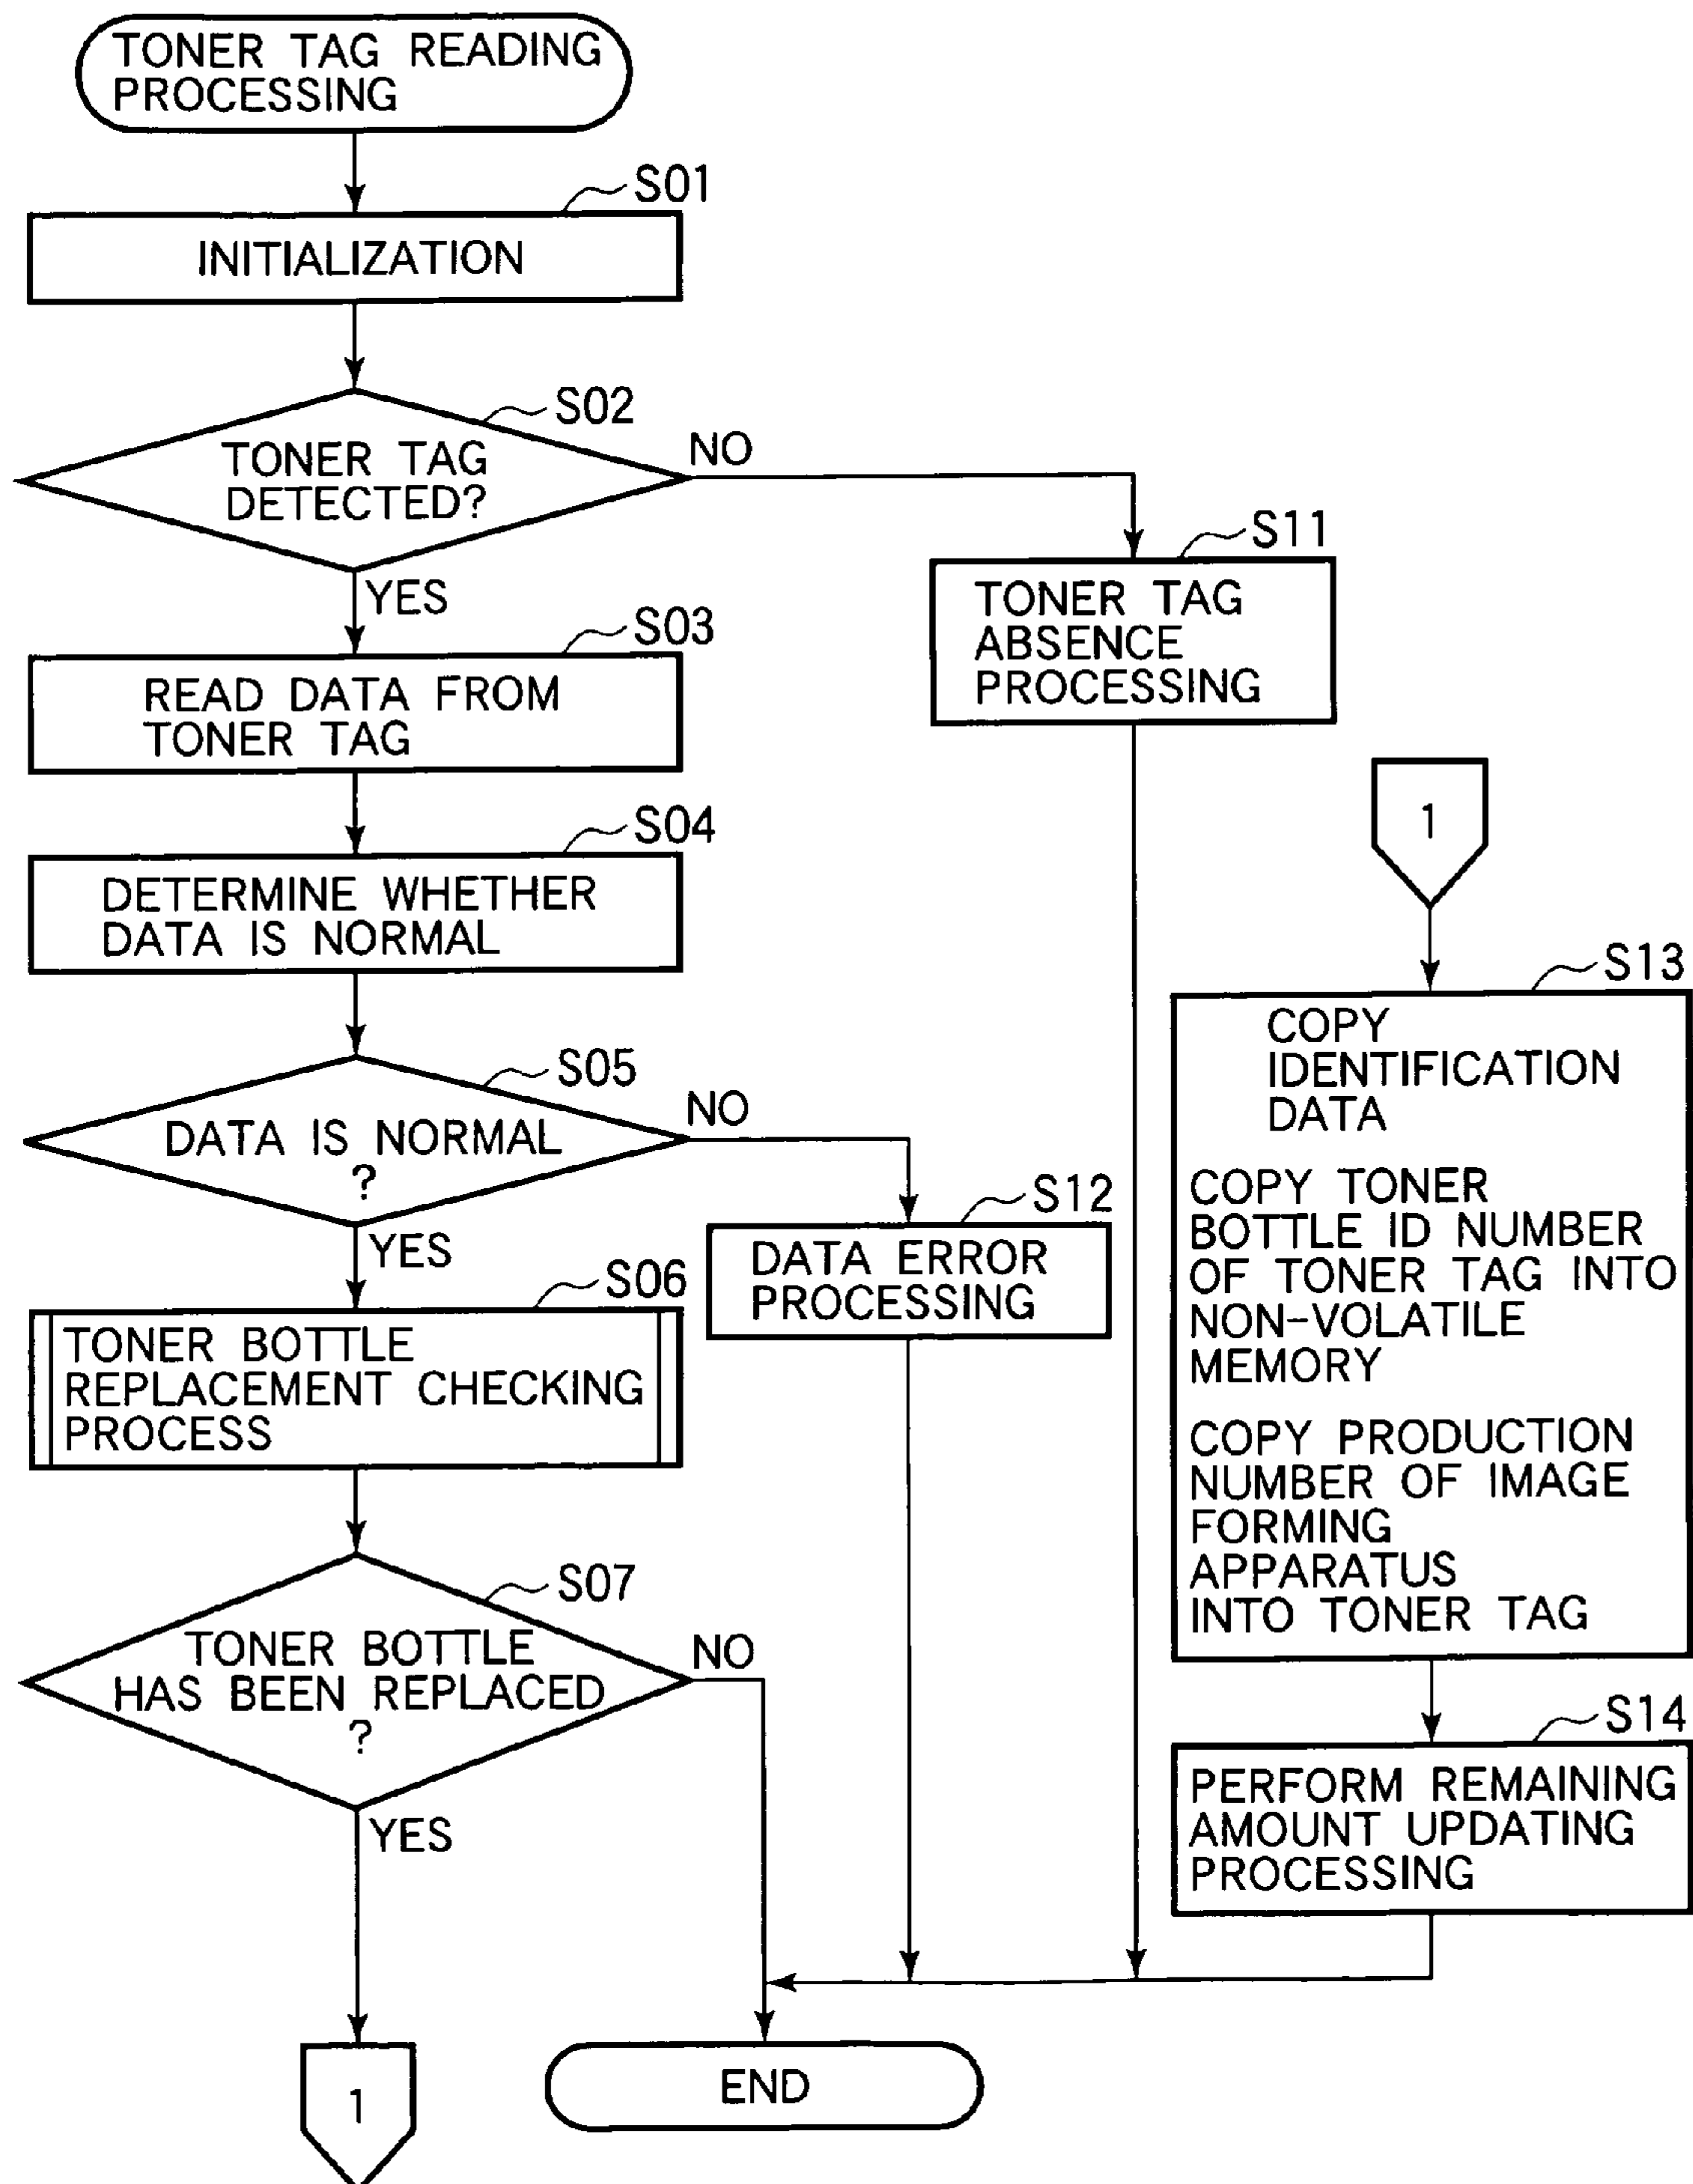 TONER TAG READING
PROCESSING
S01
INITIALIZATION
S02
TONER TAG
DETECTED?
NO
YES
S11
TONER TAG
ABSENCE
PROCESSING
S03
READ DATA FROM
TONER TAG
S04
DETERMINE WHETHER
DATA IS NORMAL
S05
DATA IS NORMAL
?
NO
YES
S12
DATA ERROR
PROCESSING
S06
TONER BOTTLE
REPLACEMENT CHECKING
PROCESS
S07
TONER BOTTLE
HAS BEEN REPLACED
?
NO
YES
1
END
1
S13
COPY
IDENTIFICATION
DATA
COPY TONER
BOTTLE ID NUMBER
OF TONER TAG INTO
NON-VOLATILE
MEMORY
COPY PRODUCTION
NUMBER OF IMAGE
FORMING
APPARATUS
INTO TONER TAG
S14
PERFORM REMAINING
AMOUNT UPDATING
PROCESSING